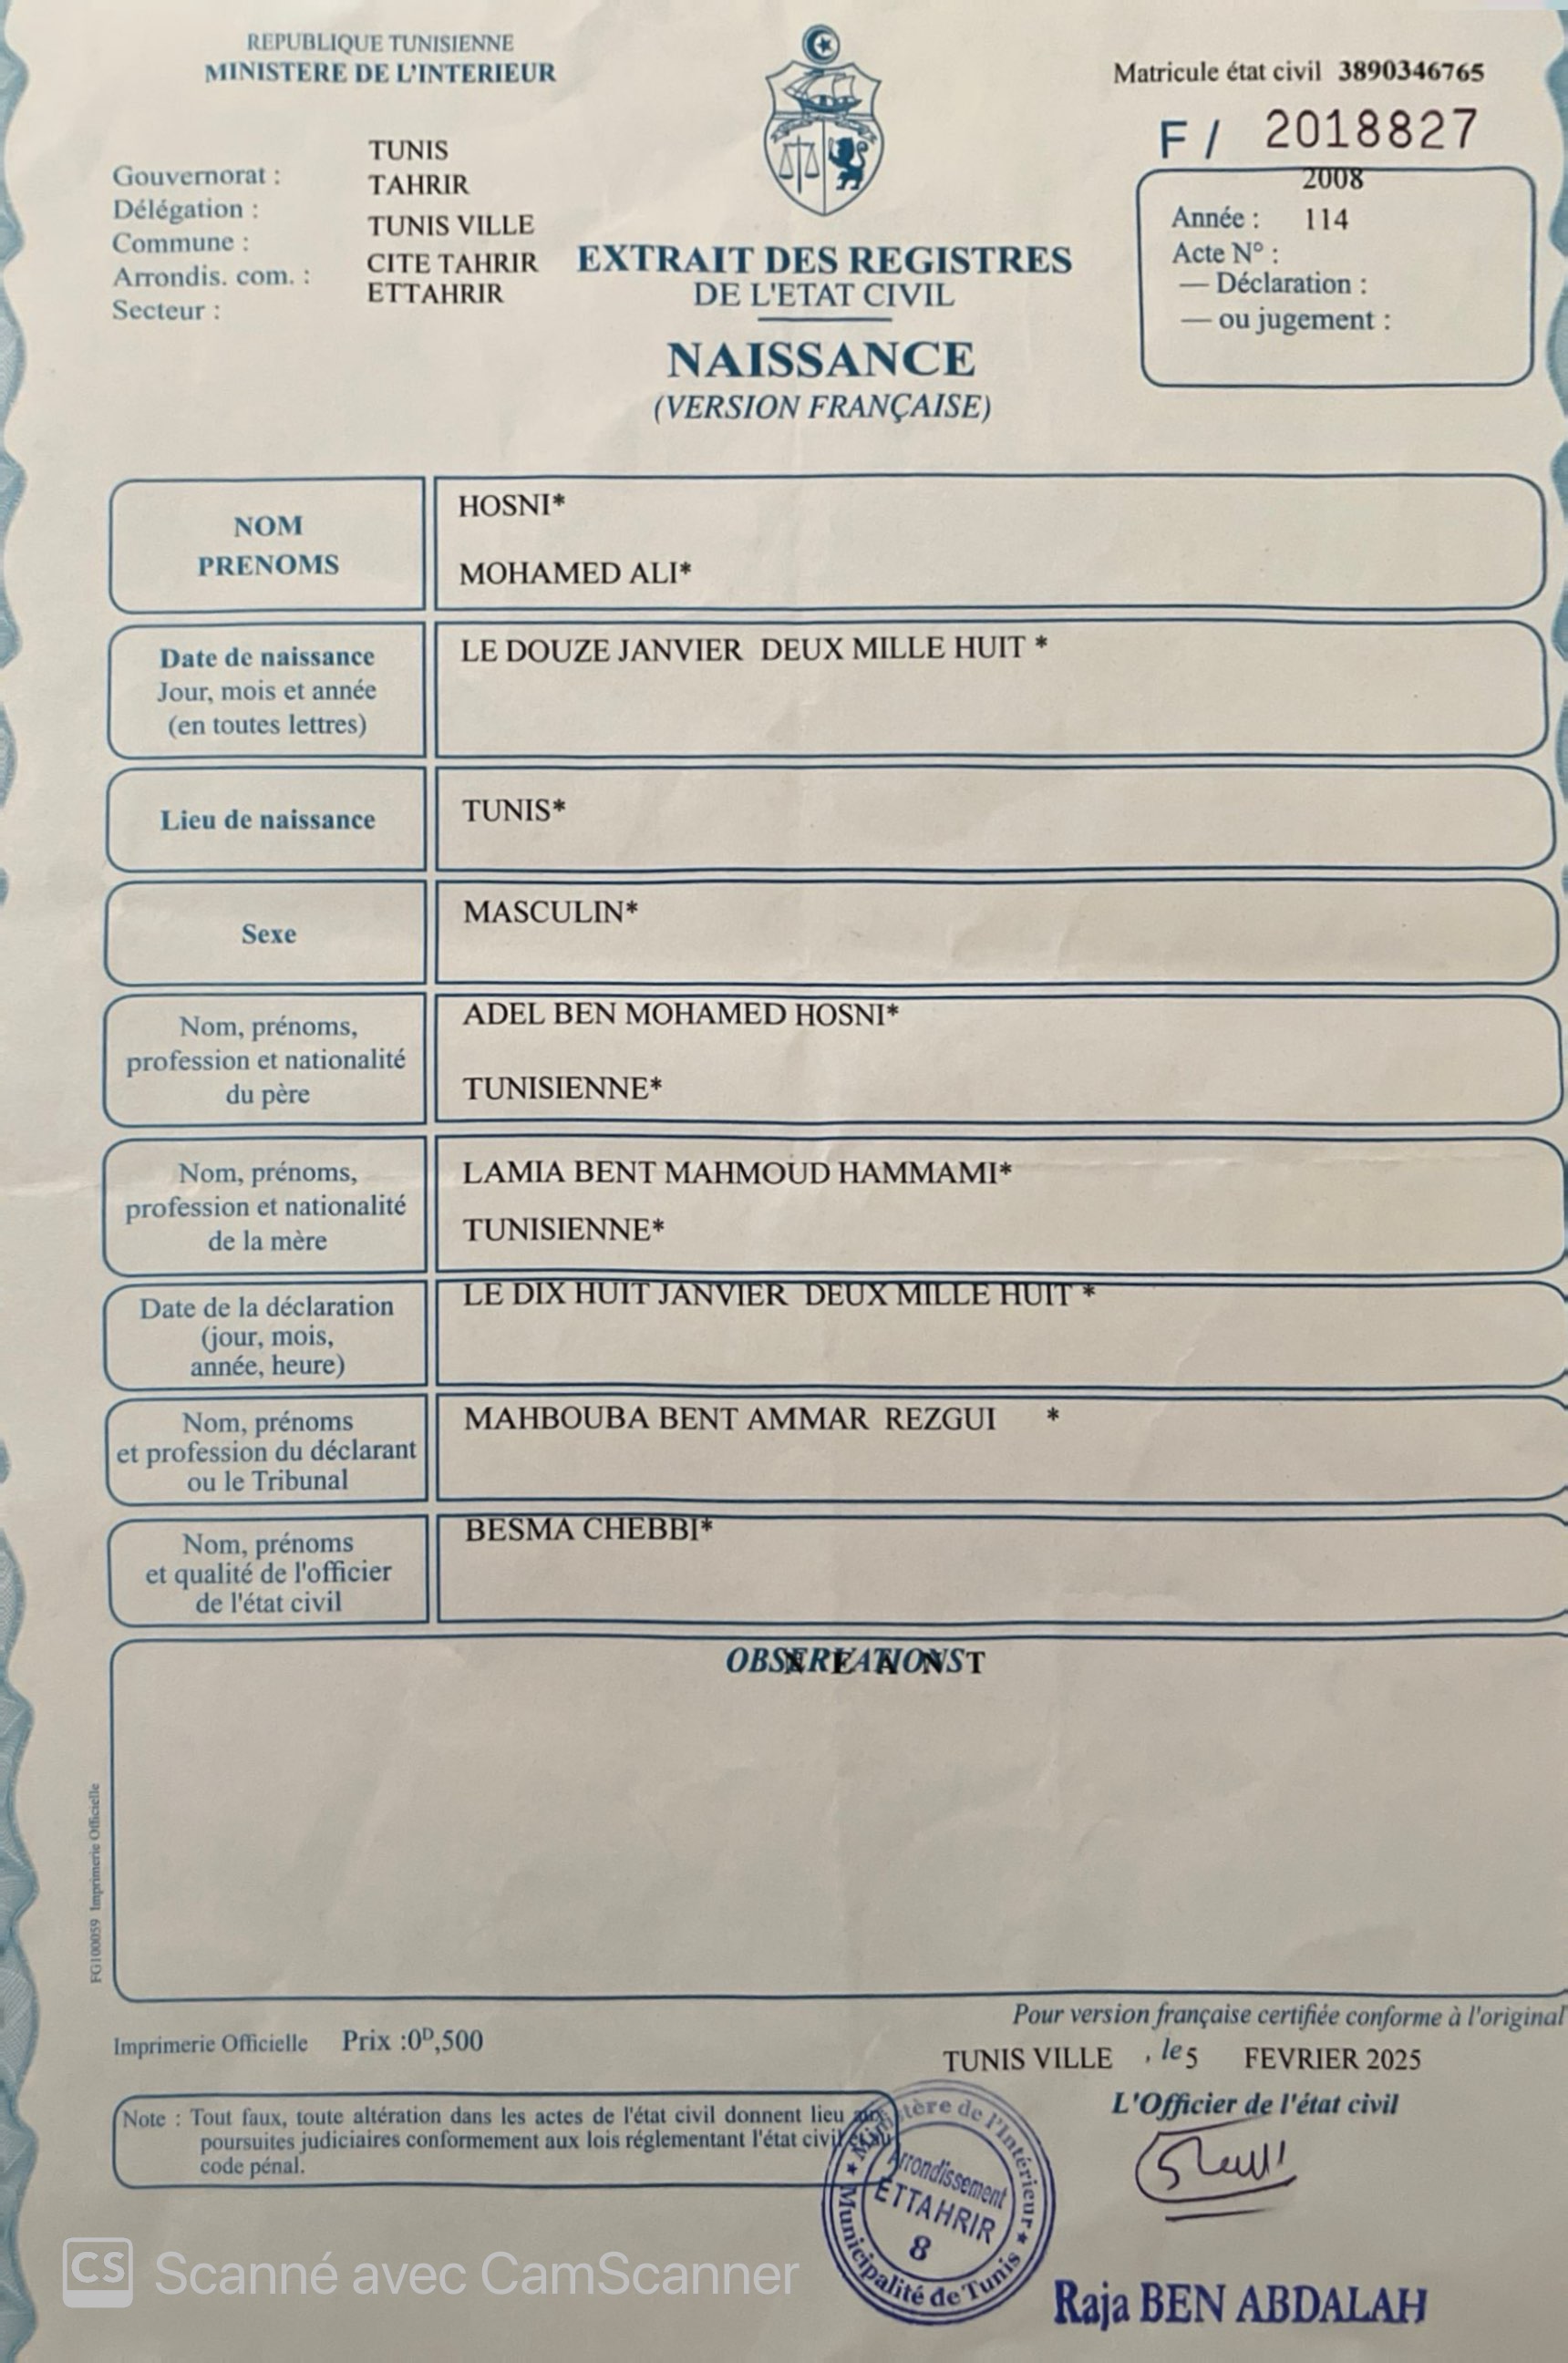 REPUBLIQUE TUNISIENNE
MINISTERE DE L'INTERIEUR
Matricule état civil 3890346765
F / 2018827
Gouvernorat : TUNIS
Délégation : TAHRIR
Commune : TUNIS VILLE
Arrondis. com. : CITE TAHRIR
Secteur : ETTAHRIR
2008
Année : 114
Acte N° :
— Déclaration :
— ou jugement :
EXTRAIT DES REGISTRES
DE L'ETAT CIVIL
NAISSANCE
(VERSION FRANÇAISE)
NOM
PRENOMS
HOSNI*
MOHAMED ALI*
Date de naissance
Jour, mois et année
(en toutes lettres)
LE DOUZE JANVIER DEUX MILLE HUIT *
Lieu de naissance
TUNIS*
Sexe
MASCULIN*
Nom, prénoms,
profession et nationalité
du père
ADEL BEN MOHAMED HOSNI*
TUNISIENNE*
Nom, prénoms,
profession et nationalité
de la mère
LAMIA BENT MAHMOUD HAMMAMI*
TUNISIENNE*
Date de la déclaration
(jour, mois,
année, heure)
LE DIX HUIT JANVIER DEUX MILLE HUIT *
Nom, prénoms
et profession du déclarant
ou le Tribunal
MAHBOUBA BENT AMMAR REZGUI *
Nom, prénoms
et qualité de l'officier
de l'état civil
BESMA CHEBBI*
OBSERVATIONS
N E A N T
FG100059 Imprimerie Officielle
Imprimerie Officielle Prix :0ᴰ,500
Pour version française certifiée conforme à l'original
TUNIS VILLE , le 5 FEVRIER 2025
L'Officier de l'état civil
Note : Tout faux, toute altération dans les actes de l'état civil donnent lieu aux
poursuites judiciaires conformement aux lois réglementant l'état civil et au
code pénal.
Ministère de l'Intérieur
Arrondissement
ETTAHRIR
8
Municipalité de Tunis
Raja BEN ABDALAH
CS Scanné avec CamScanner